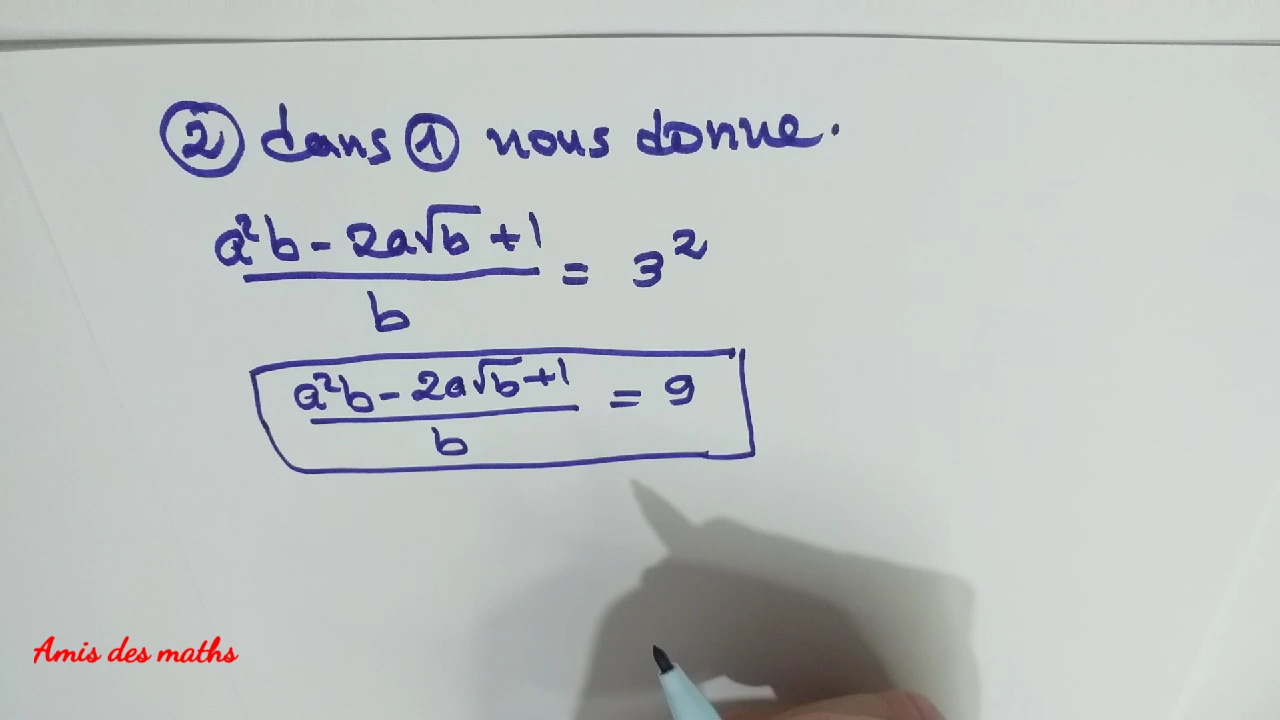 ② dans ① nous donne.
a²b - 2a√b + 1
——————— = 3²
b
a²b - 2a√b + 1
——————— = 9
b
Amis des maths